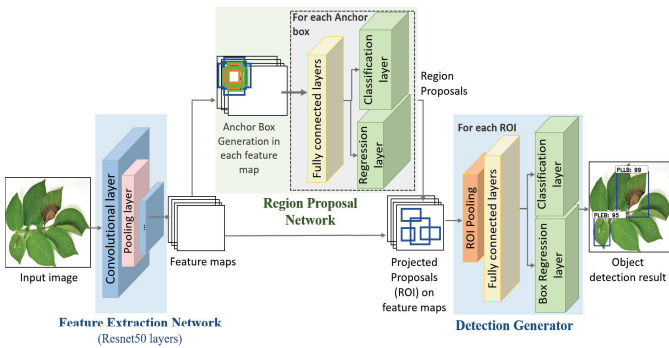 For each Anchor
box
Anchor Box
Generation in
each feature
map
Fully connected layers
Classification
layer
Regression
layer
Region
Proposals
Region Proposal
Network
Input image
Convolutional layer
Pooling layer
...
Feature maps
Feature Extraction Network
(Resnet50 layers)
Projected
Proposals
(ROI) on
feature maps
For each ROI
ROI Pooling
Fully connected layers
Classification
layer
Box Regression
layer
Detection Generator
PLLB: 99
PLEB: 95
Object
detection result